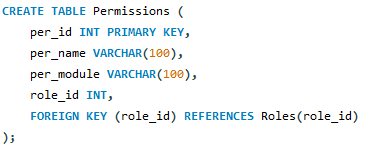 CREATE TABLE Permissions (
    per_id INT PRIMARY KEY,
    per_name VARCHAR(100),
    per_module VARCHAR(100),
    role_id INT,
    FOREIGN KEY (role_id) REFERENCES Roles(role_id)
);